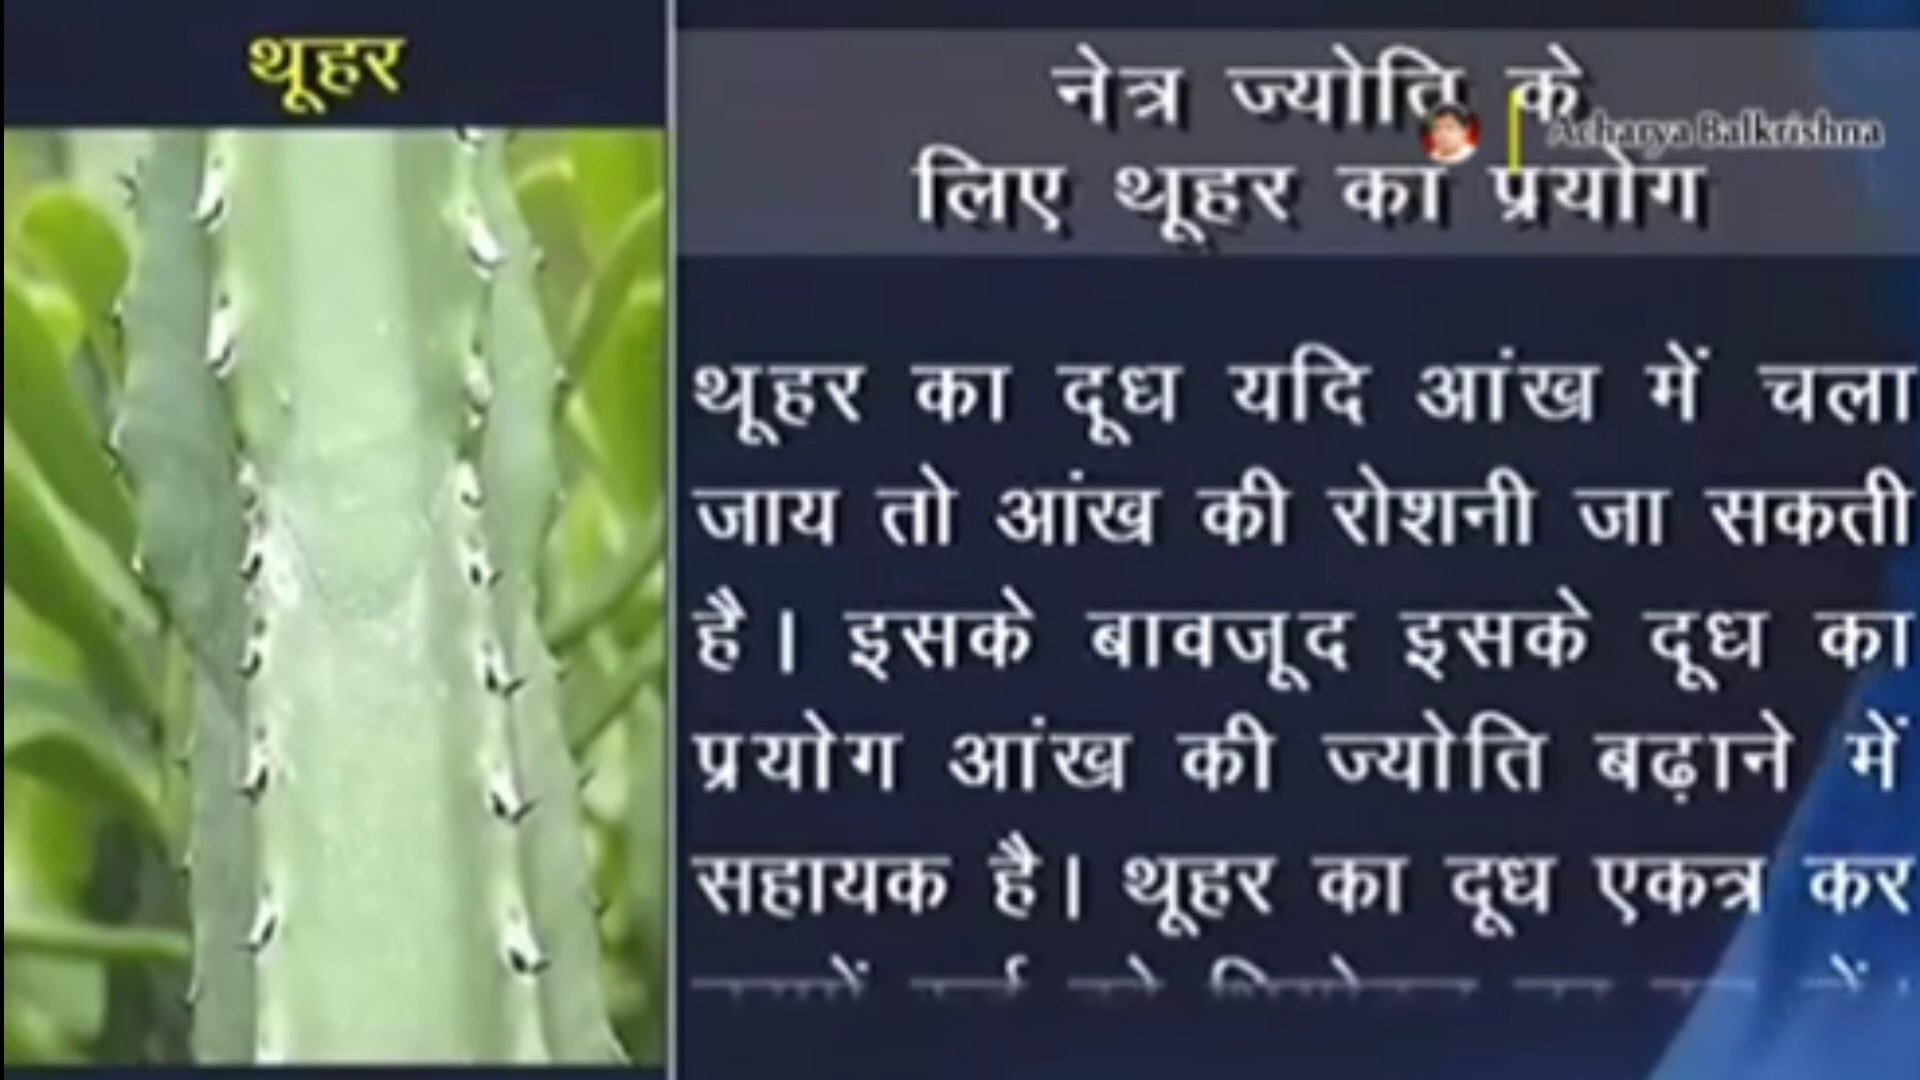 थूहर
नेत्र ज्योति के
Acharya Balkrishna
लिए थूहर का प्रयोग
थूहर का दूध यदि आंख में चला
जाय तो आंख की रोशनी जा सकती
है। इसके बावजूद इसके दूध का
प्रयोग आंख की ज्योति बढ़ाने में
सहायक है। थूहर का दूध एकत्र कर